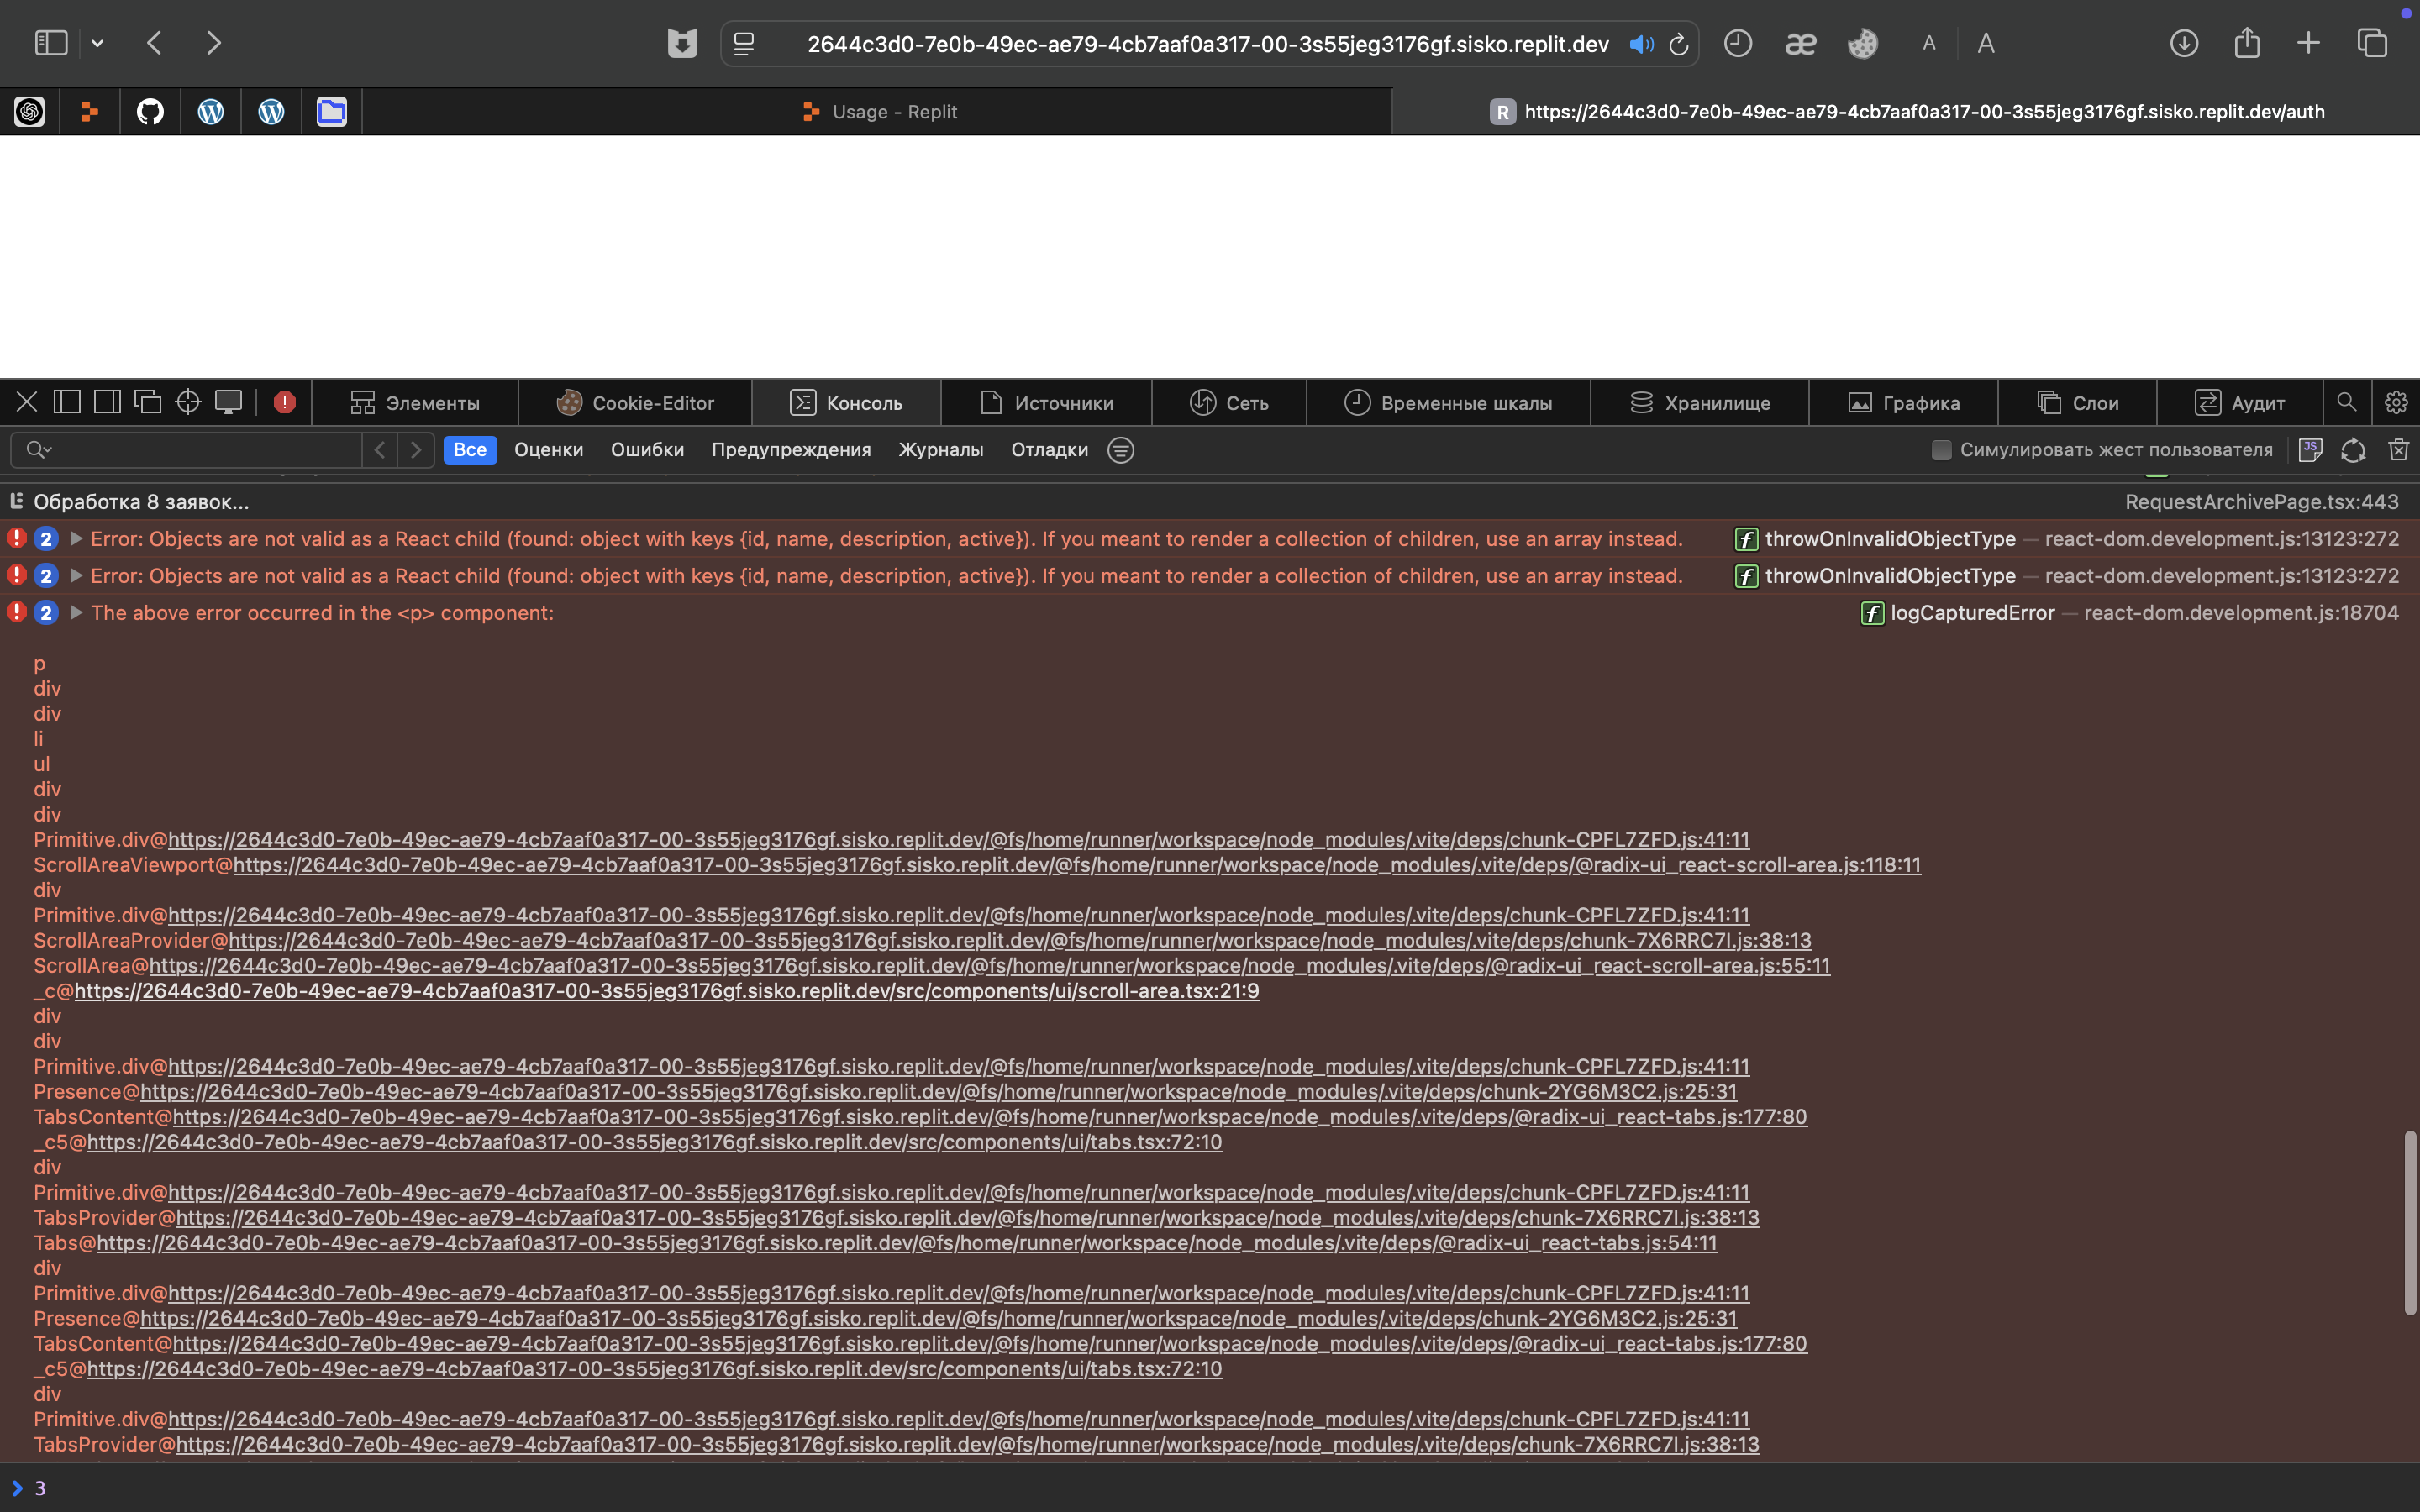 2644c3d0-7e0b-49ec-ae79-4cb7aaf0a317-00-3s55jeg3176gf.sisko.replit.dev
æ
A
A
Usage - Replit
R https://2644c3d0-7e0b-49ec-ae79-4cb7aaf0a317-00-3s55jeg3176gf.sisko.replit.dev/auth
Элементы
Cookie-Editor
Консоль
Источники
Сеть
Временные шкалы
Хранилище
Графика
Слои
Аудит
Все Оценки Ошибки Предупреждения Журналы Отладки
Симулировать жест пользователя
JS
Обработка 8 заявок... RequestArchivePage.tsx:443
2 Error: Objects are not valid as a React child (found: object with keys {id, name, description, active}). If you meant to render a collection of children, use an array instead. f throwOnInvalidObjectType — react-dom.development.js:13123:272
2 Error: Objects are not valid as a React child (found: object with keys {id, name, description, active}). If you meant to render a collection of children, use an array instead. f throwOnInvalidObjectType — react-dom.development.js:13123:272
2 The above error occurred in the <p> component: f logCapturedError — react-dom.development.js:18704
p
div
div
li
ul
div
div
Primitive.div@https://2644c3d0-7e0b-49ec-ae79-4cb7aaf0a317-00-3s55jeg3176gf.sisko.replit.dev/@fs/home/runner/workspace/node_modules/.vite/deps/chunk-CPFL7ZFD.js:41:11
ScrollAreaViewport@https://2644c3d0-7e0b-49ec-ae79-4cb7aaf0a317-00-3s55jeg3176gf.sisko.replit.dev/@fs/home/runner/workspace/node_modules/.vite/deps/@radix-ui_react-scroll-area.js:118:11
div
Primitive.div@https://2644c3d0-7e0b-49ec-ae79-4cb7aaf0a317-00-3s55jeg3176gf.sisko.replit.dev/@fs/home/runner/workspace/node_modules/.vite/deps/chunk-CPFL7ZFD.js:41:11
ScrollAreaProvider@https://2644c3d0-7e0b-49ec-ae79-4cb7aaf0a317-00-3s55jeg3176gf.sisko.replit.dev/@fs/home/runner/workspace/node_modules/.vite/deps/chunk-7X6RRC7I.js:38:13
ScrollArea@https://2644c3d0-7e0b-49ec-ae79-4cb7aaf0a317-00-3s55jeg3176gf.sisko.replit.dev/@fs/home/runner/workspace/node_modules/.vite/deps/@radix-ui_react-scroll-area.js:55:11
_c@https://2644c3d0-7e0b-49ec-ae79-4cb7aaf0a317-00-3s55jeg3176gf.sisko.replit.dev/src/components/ui/scroll-area.tsx:21:9
div
div
Primitive.div@https://2644c3d0-7e0b-49ec-ae79-4cb7aaf0a317-00-3s55jeg3176gf.sisko.replit.dev/@fs/home/runner/workspace/node_modules/.vite/deps/chunk-CPFL7ZFD.js:41:11
Presence@https://2644c3d0-7e0b-49ec-ae79-4cb7aaf0a317-00-3s55jeg3176gf.sisko.replit.dev/@fs/home/runner/workspace/node_modules/.vite/deps/chunk-2YG6M3C2.js:25:31
TabsContent@https://2644c3d0-7e0b-49ec-ae79-4cb7aaf0a317-00-3s55jeg3176gf.sisko.replit.dev/@fs/home/runner/workspace/node_modules/.vite/deps/@radix-ui_react-tabs.js:177:80
_c5@https://2644c3d0-7e0b-49ec-ae79-4cb7aaf0a317-00-3s55jeg3176gf.sisko.replit.dev/src/components/ui/tabs.tsx:72:10
div
Primitive.div@https://2644c3d0-7e0b-49ec-ae79-4cb7aaf0a317-00-3s55jeg3176gf.sisko.replit.dev/@fs/home/runner/workspace/node_modules/.vite/deps/chunk-CPFL7ZFD.js:41:11
TabsProvider@https://2644c3d0-7e0b-49ec-ae79-4cb7aaf0a317-00-3s55jeg3176gf.sisko.replit.dev/@fs/home/runner/workspace/node_modules/.vite/deps/chunk-7X6RRC7I.js:38:13
Tabs@https://2644c3d0-7e0b-49ec-ae79-4cb7aaf0a317-00-3s55jeg3176gf.sisko.replit.dev/@fs/home/runner/workspace/node_modules/.vite/deps/@radix-ui_react-tabs.js:54:11
div
Primitive.div@https://2644c3d0-7e0b-49ec-ae79-4cb7aaf0a317-00-3s55jeg3176gf.sisko.replit.dev/@fs/home/runner/workspace/node_modules/.vite/deps/chunk-CPFL7ZFD.js:41:11
Presence@https://2644c3d0-7e0b-49ec-ae79-4cb7aaf0a317-00-3s55jeg3176gf.sisko.replit.dev/@fs/home/runner/workspace/node_modules/.vite/deps/chunk-2YG6M3C2.js:25:31
TabsContent@https://2644c3d0-7e0b-49ec-ae79-4cb7aaf0a317-00-3s55jeg3176gf.sisko.replit.dev/@fs/home/runner/workspace/node_modules/.vite/deps/@radix-ui_react-tabs.js:177:80
_c5@https://2644c3d0-7e0b-49ec-ae79-4cb7aaf0a317-00-3s55jeg3176gf.sisko.replit.dev/src/components/ui/tabs.tsx:72:10
div
Primitive.div@https://2644c3d0-7e0b-49ec-ae79-4cb7aaf0a317-00-3s55jeg3176gf.sisko.replit.dev/@fs/home/runner/workspace/node_modules/.vite/deps/chunk-CPFL7ZFD.js:41:11
TabsProvider@https://2644c3d0-7e0b-49ec-ae79-4cb7aaf0a317-00-3s55jeg3176gf.sisko.replit.dev/@fs/home/runner/workspace/node_modules/.vite/deps/chunk-7X6RRC7I.js:38:13
3